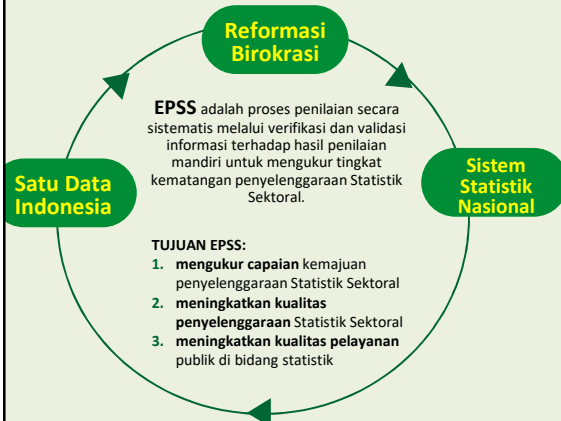 Reformasi
Birokrasi
EPSS adalah proses penilaian secara
sistematis melalui verifikasi dan validasi
informasi terhadap hasil penilaian
mandiri untuk mengukur tingkat
kematangan penyelenggaraan Statistik
Sektoral.
Satu Data
Indonesia
Sistem
Statistik
Nasional
TUJUAN EPSS:
1. mengukur capaian kemajuan
penyelenggaraan Statistik Sektoral
2. meningkatkan kualitas
penyelenggaraan Statistik Sektoral
3. meningkatkan kualitas pelayanan
publik di bidang statistik